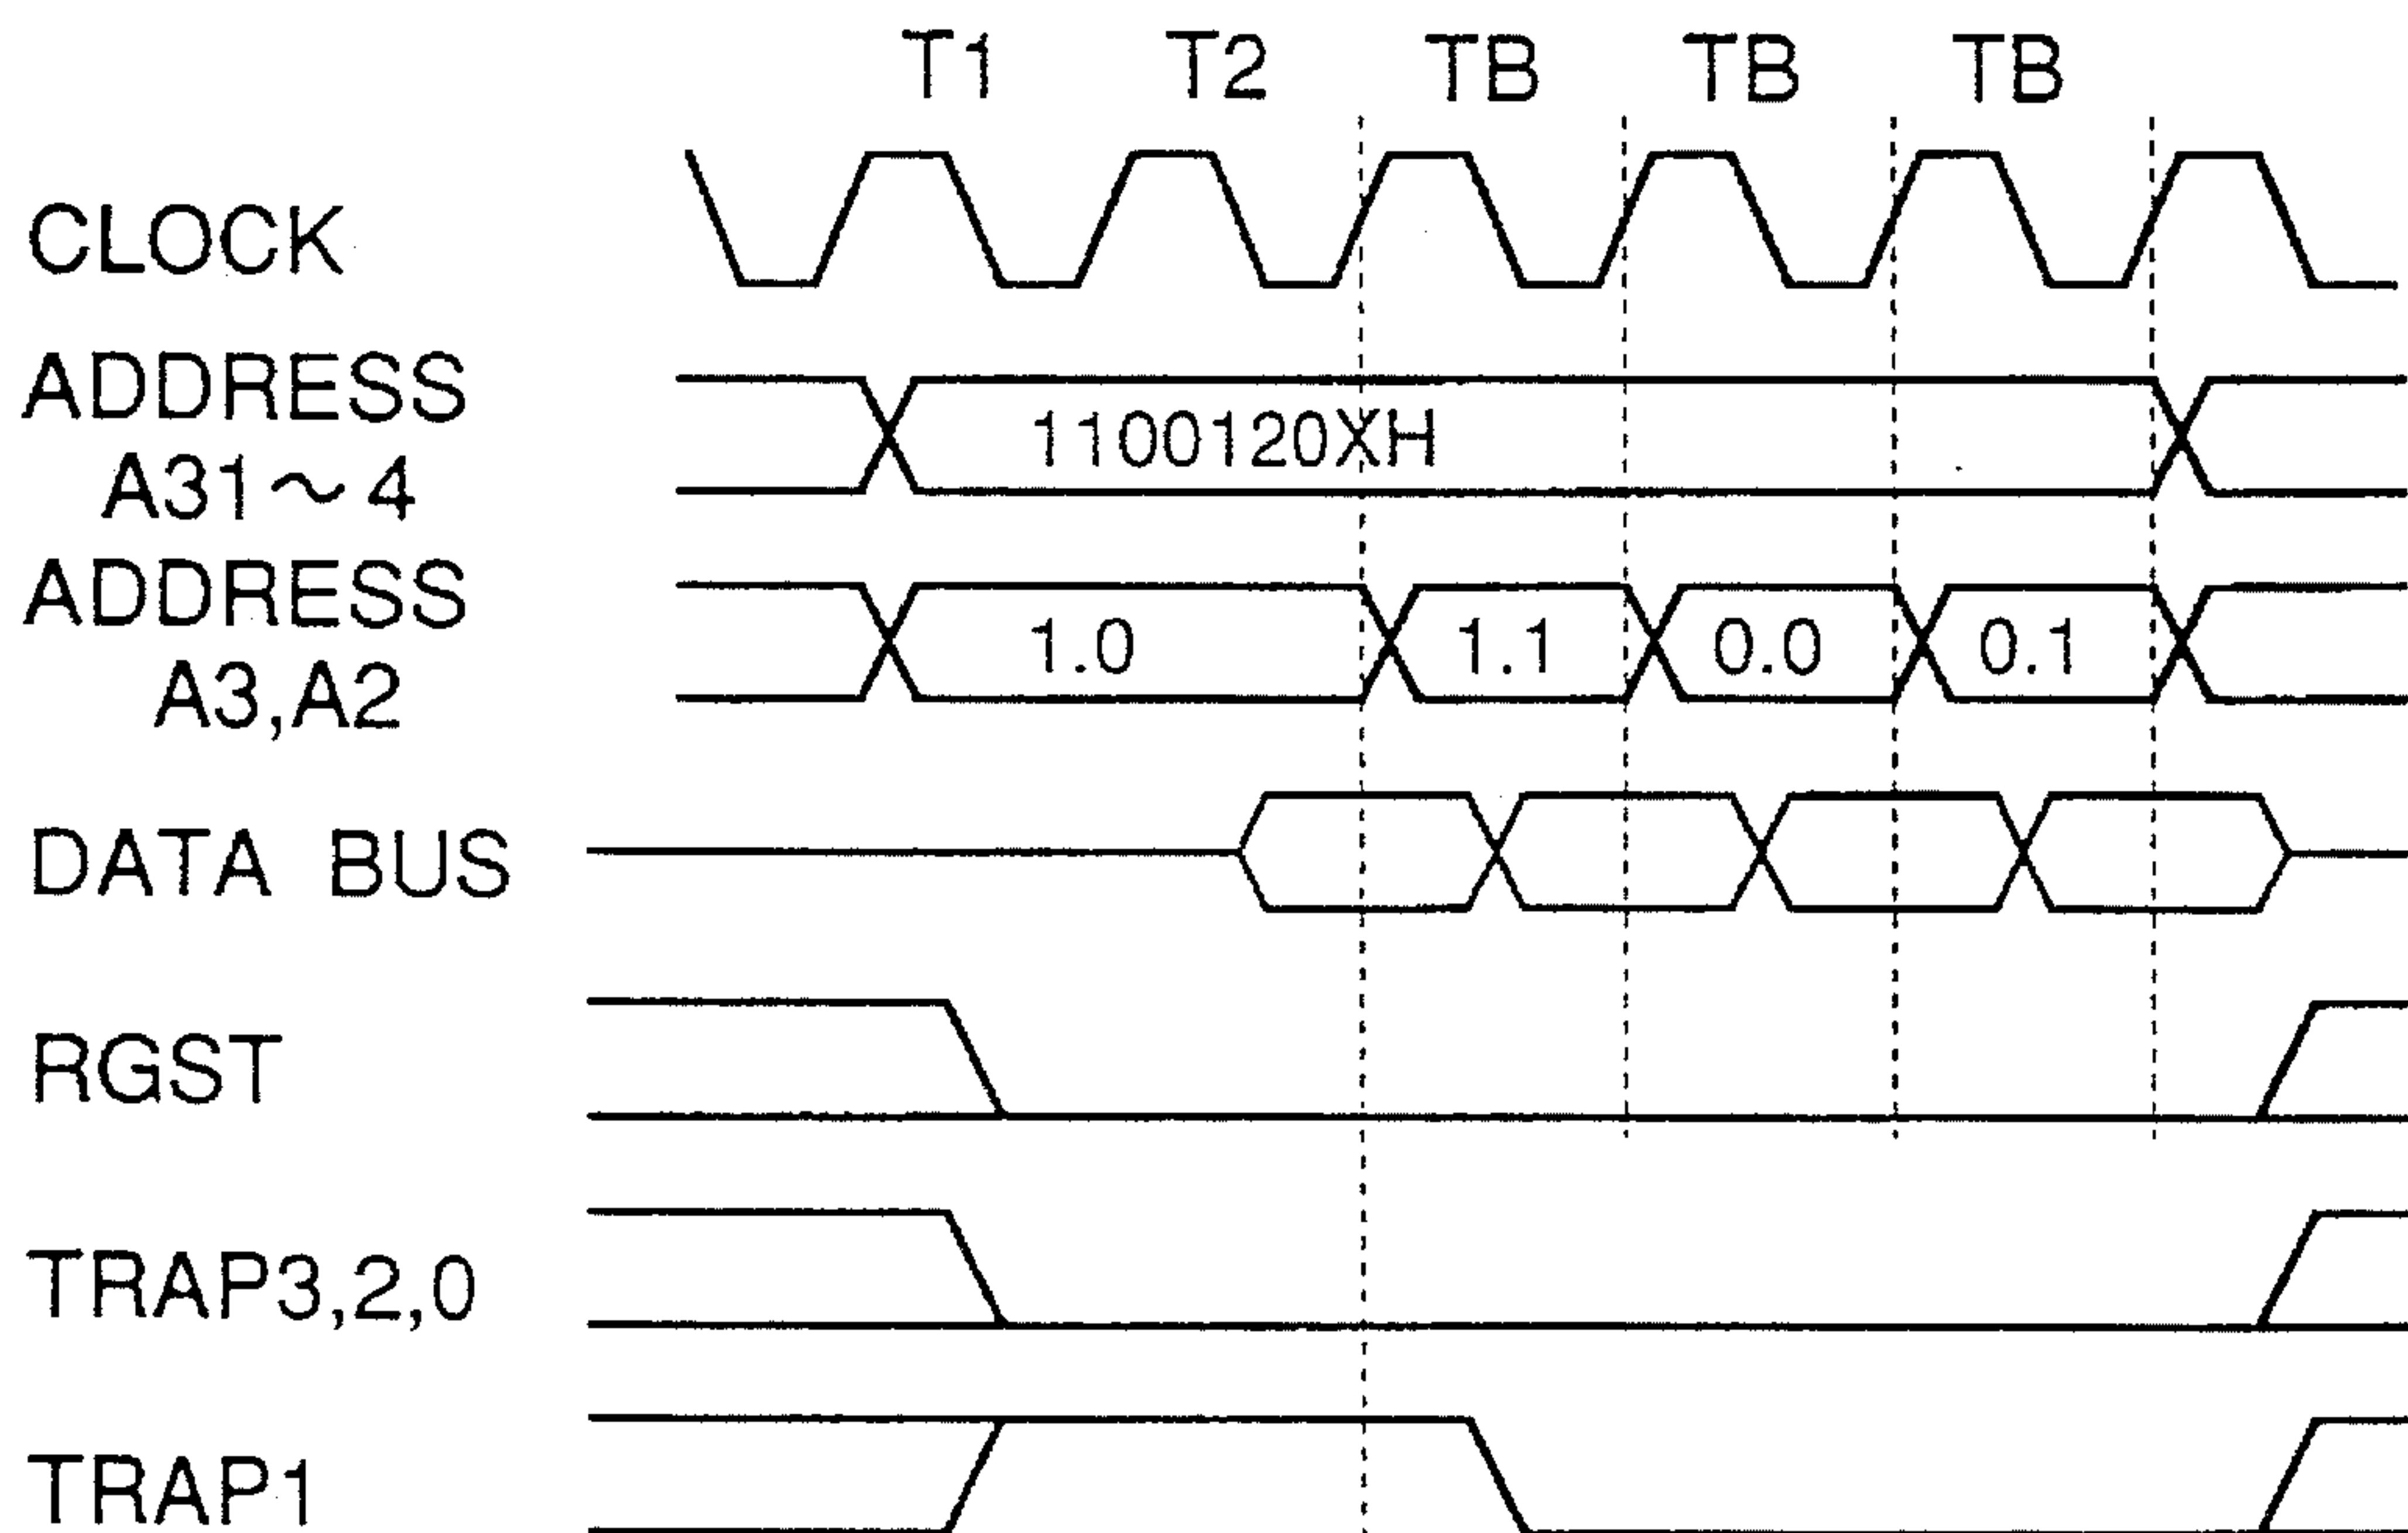 T1 T2 TB TB TB
CLOCK
ADDRESS
A31~4
1100120XH
ADDRESS
A3,A2
1.0 1.1 0.0 0.1
DATA BUS
RGST
TRAP3,2,0
TRAP1